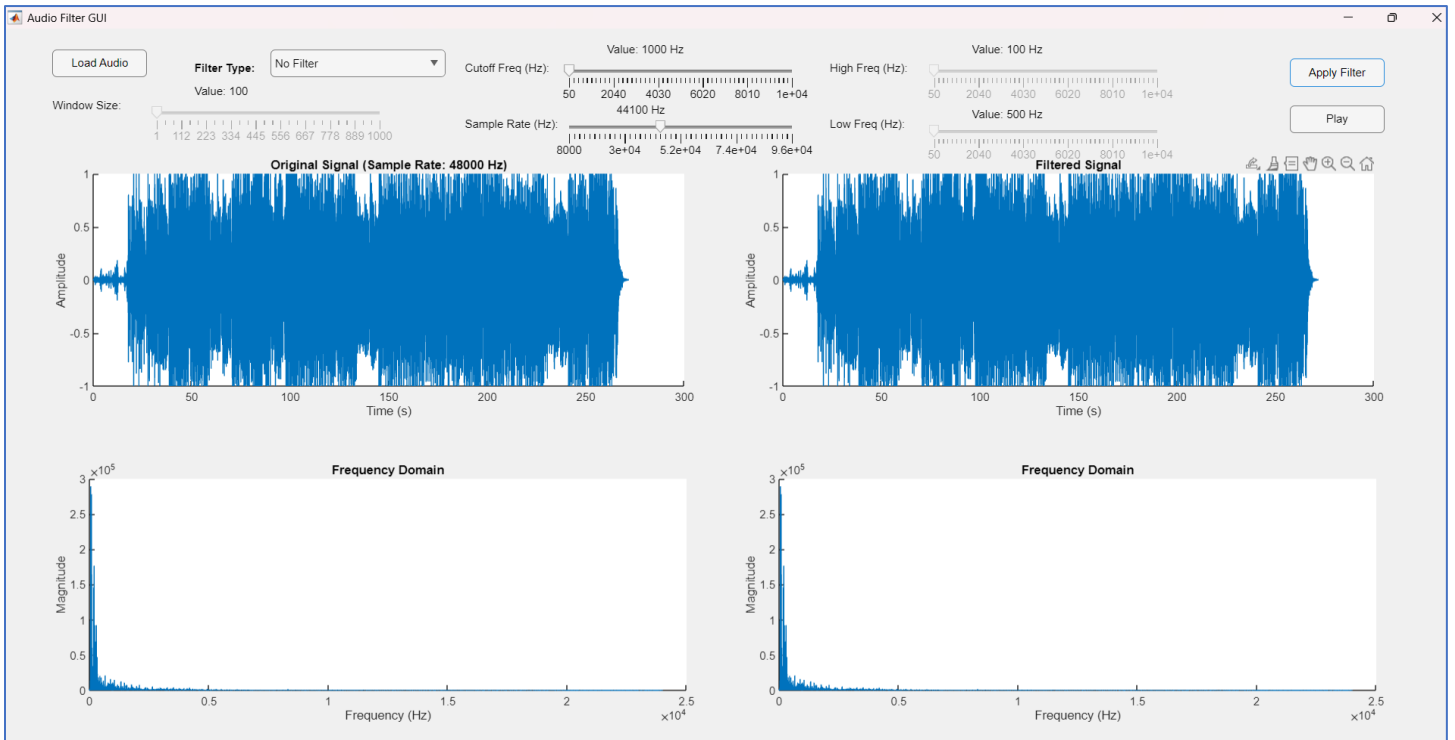 Audio Filter GUI
Load Audio
Filter Type:
No Filter
Value: 100
Window Size:
1 112 223 334 445 556 667 778 889 1000
Cutoff Freq (Hz):
Value: 1000 Hz
50 2040 4030 6020 8010 1e+04
Sample Rate (Hz):
44100 Hz
8000 3e+04 5.2e+04 7.4e+04 9.6e+04
High Freq (Hz):
Value: 100 Hz
50 2040 4030 6020 8010 1e+04
Low Freq (Hz):
Value: 500 Hz
50 2040 4030 6020 8010 1e+04
Apply Filter
Play
Original Signal (Sample Rate: 48000 Hz)
1
0.5
0
-0.5
-1
Amplitude
0 50 100 150 200 250 300
Time (s)
Filtered Signal
1
0.5
0
-0.5
-1
Amplitude
0 50 100 150 200 250 300
Time (s)
Frequency Domain
×10⁵
3
2.5
2
1.5
1
0.5
0
Magnitude
0 0.5 1 1.5 2 2.5
Frequency (Hz)
×10⁴
Frequency Domain
×10⁵
3
2.5
2
1.5
1
0.5
0
Magnitude
0 0.5 1 1.5 2 2.5
Frequency (Hz)
×10⁴